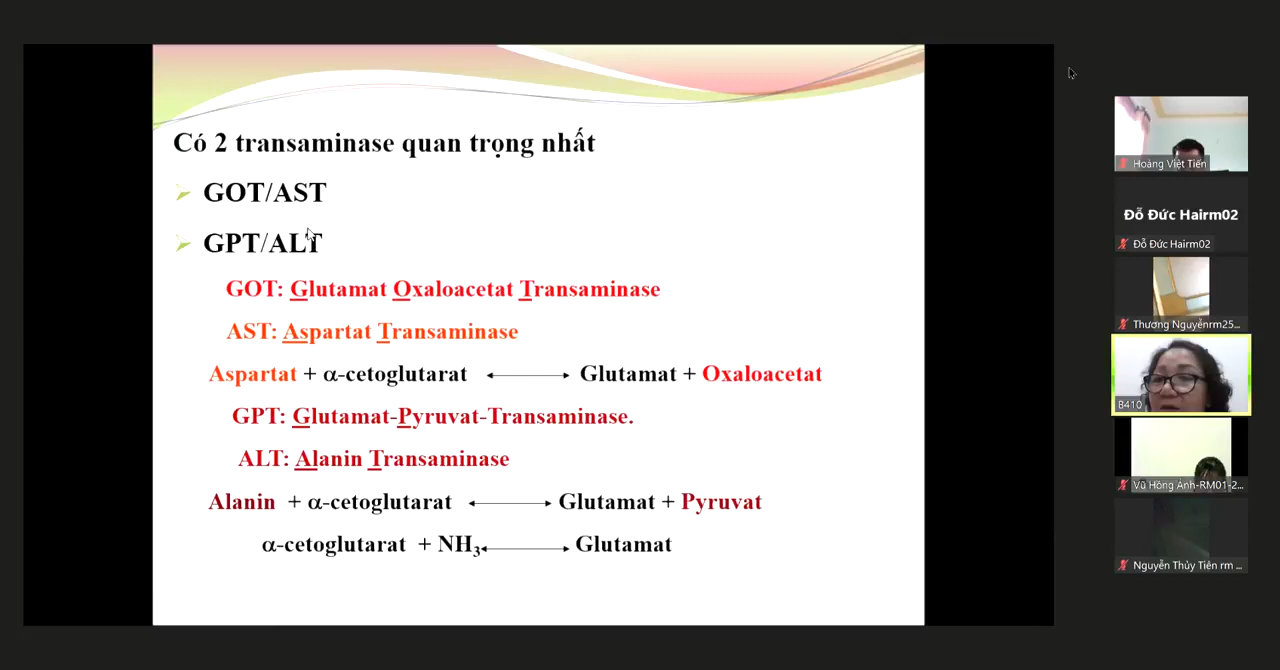 Có 2 transaminase quan trọng nhất
GOT/AST
GPT/ALT
GOT: Glutamat Oxaloacetat Transaminase
AST: Aspartat Transaminase
Aspartat + α-cetoglutarat ⟷ Glutamat + Oxaloacetat
GPT: Glutamat-Pyruvat-Transaminase.
ALT: Alanin Transaminase
Alanin + α-cetoglutarat ⟷ Glutamat + Pyruvat
α-cetoglutarat + NH₃ ⟷ Glutamat
Hoàng Việt Tiến
Đỗ Đức Hairm02
Đỗ Đức Hairm02
Thương Nguyễnrm25...
B410
Vũ Hồng Ánh-RM01-2...
Nguyễn Thủy Tiên rm ...